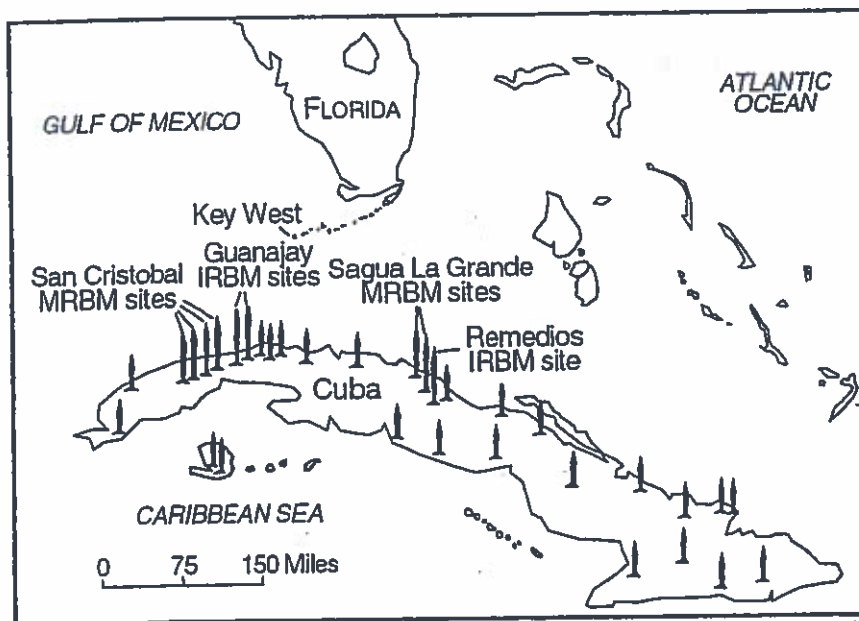 GULF OF MEXICO
FLORIDA
ATLANTIC
OCEAN
Key West
Guanajay
IRBM sites
San Cristobal
MRBM sites
Sagua La Grande
MRBM sites
Remedios
IRBM site
Cuba
CARIBBEAN SEA
0 75 150 Miles